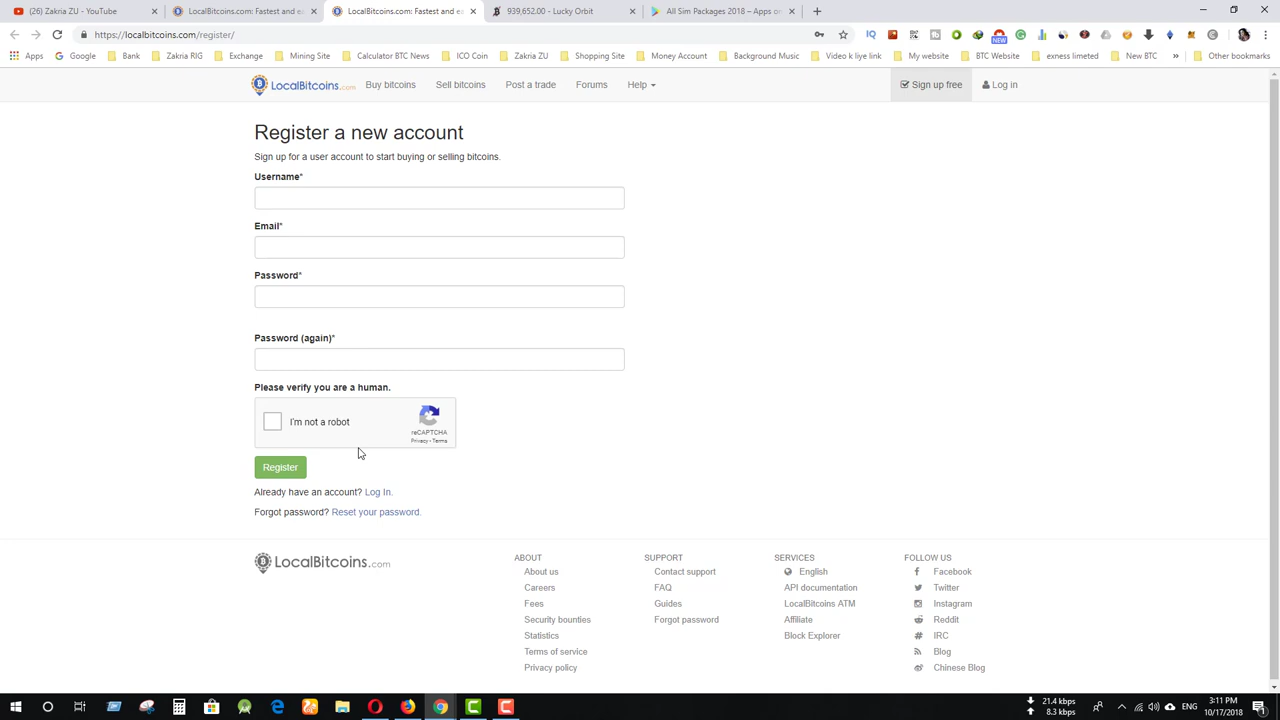 (26) Zakria ZU - YouTube
LocalBitcoins.com: Fastest and e
LocalBitcoins.com: Fastest and e
939,652.00 - Lucky Orbit
All Sim Packages 2018 – Apps on
https://localbitcoins.com/register/
Apps
Google
Bank
Zakria RIG
Exchange
Mining Site
Calculator BTC News
ICO Coin
Zakria ZU
Shopping Site
Money Account
Background Music
Video k liye link
My website
BTC Website
exness limeted
New BTC
»
Other bookmarks
NEW
LocalBitcoins.com
Buy bitcoins
Sell bitcoins
Post a trade
Forums
Help
Sign up free
Log in
Register a new account
Sign up for a user account to start buying or selling bitcoins.
Username*
Email*
Password*
Password (again)*
Please verify you are a human.
I'm not a robot
reCAPTCHA
Privacy - Terms
Register
Already have an account? Log In.
Forgot password? Reset your password.
LocalBitcoins.com
ABOUT
About us
Careers
Fees
Security bounties
Statistics
Terms of service
Privacy policy
SUPPORT
Contact support
FAQ
Guides
Forgot password
SERVICES
English
API documentation
LocalBitcoins ATM
Affiliate
Block Explorer
FOLLOW US
Facebook
Twitter
Instagram
Reddit
IRC
Blog
Chinese Blog
21.4 kbps
8.3 kbps
ENG
3:11 PM
10/17/2018